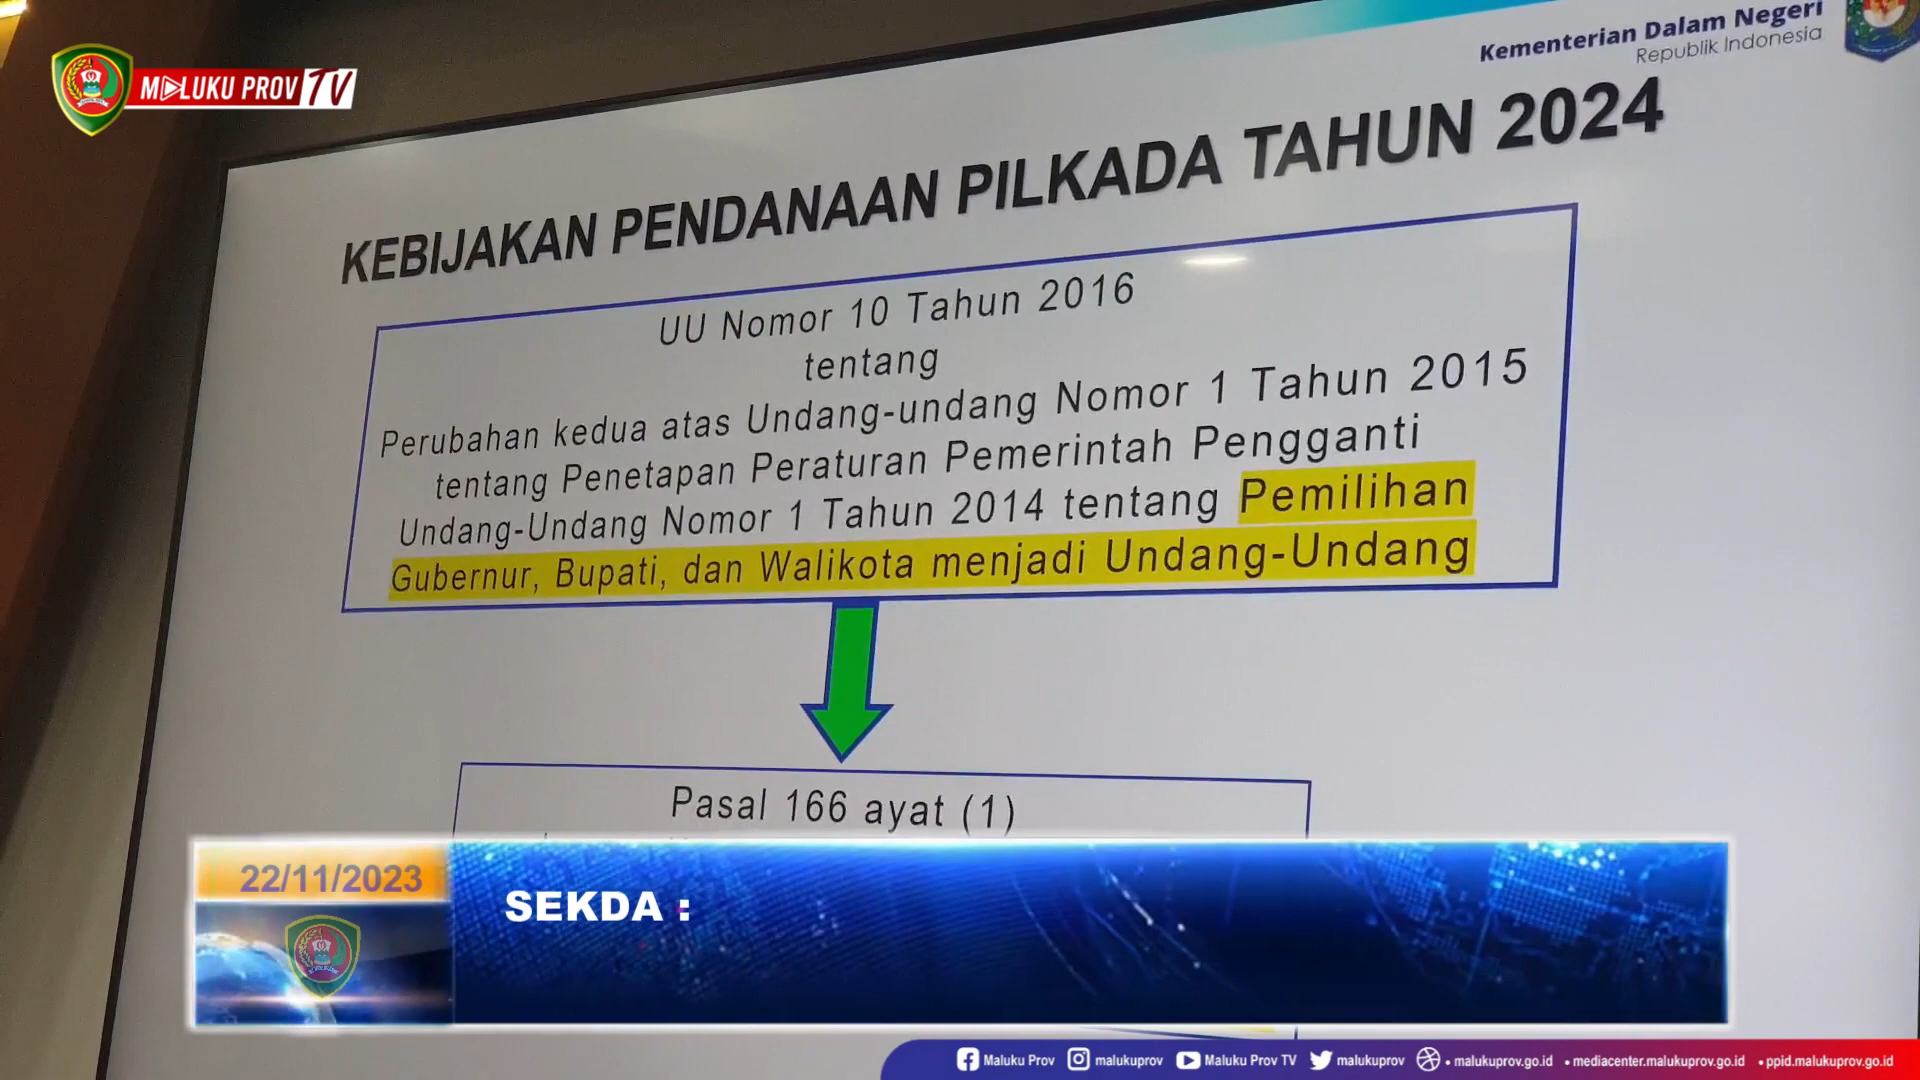 MALUKU PROV TV
Kementerian Dalam Negeri
Republik Indonesia
KEBIJAKAN PENDANAAN PILKADA TAHUN 2024
UU Nomor 10 Tahun 2016
tentang
Perubahan kedua atas Undang-undang Nomor 1 Tahun 2015
tentang Penetapan Peraturan Pemerintah Pengganti
Undang-Undang Nomor 1 Tahun 2014 tentang Pemilihan
Gubernur, Bupati, dan Walikota menjadi Undang-Undang
Pasal 166 ayat (1)
22/11/2023
SEKDA :
Maluku Prov malukuprov Maluku Prov TV malukuprov • malukuprov.go.id • mediacenter.malukuprov.go.id • ppid.malukuprov.go.id